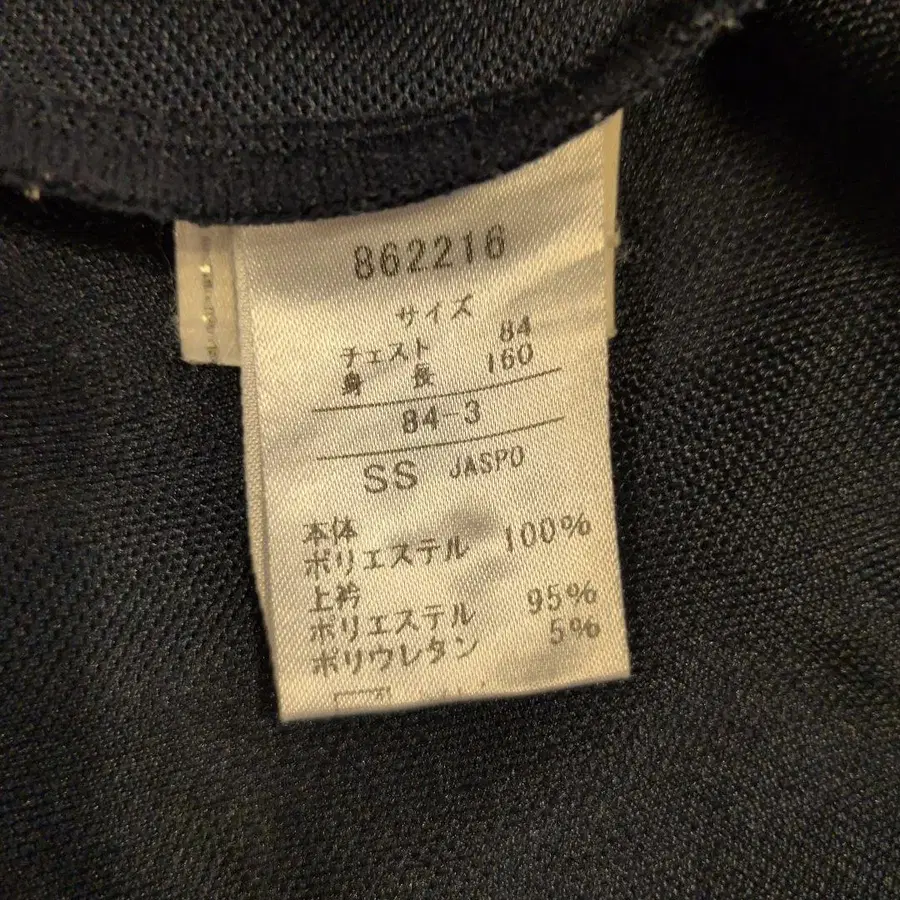 862216
サイズ
チェスト 84
身長 160
84-3
SS JASPO
本体
ポリエステル 100%
上衿
ポリエステル 95%
ポリウレタン 5%